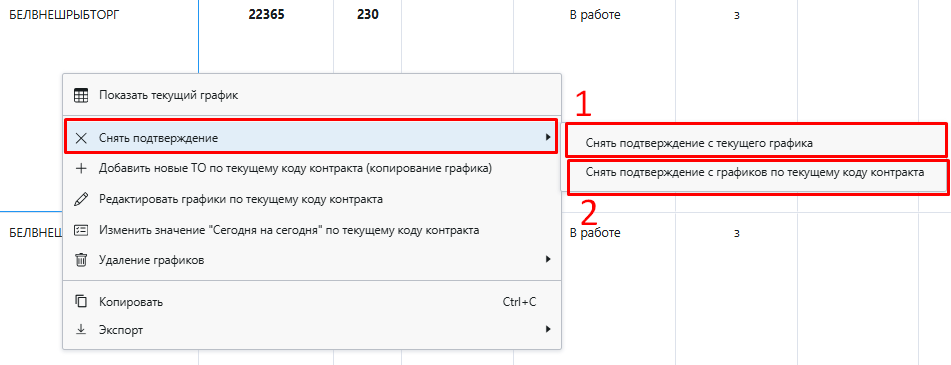 БЕЛВНЕШРЫБТОРГ 22365 230 В работе 3
Показать текущий график
1
Снять подтверждение
Снять подтверждение с текущего графика
Добавить новые ТО по текущему коду контракта (копирование графика)
Снять подтверждение с графиков по текущему коду контракта
Редактировать графики по текущему коду контракта
2
БЕЛВНЕШ
Изменить значение "Сегодня на сегодня" по текущему коду контракта
В работе 3
Удаление графиков
Копировать Ctrl+C
Экспорт